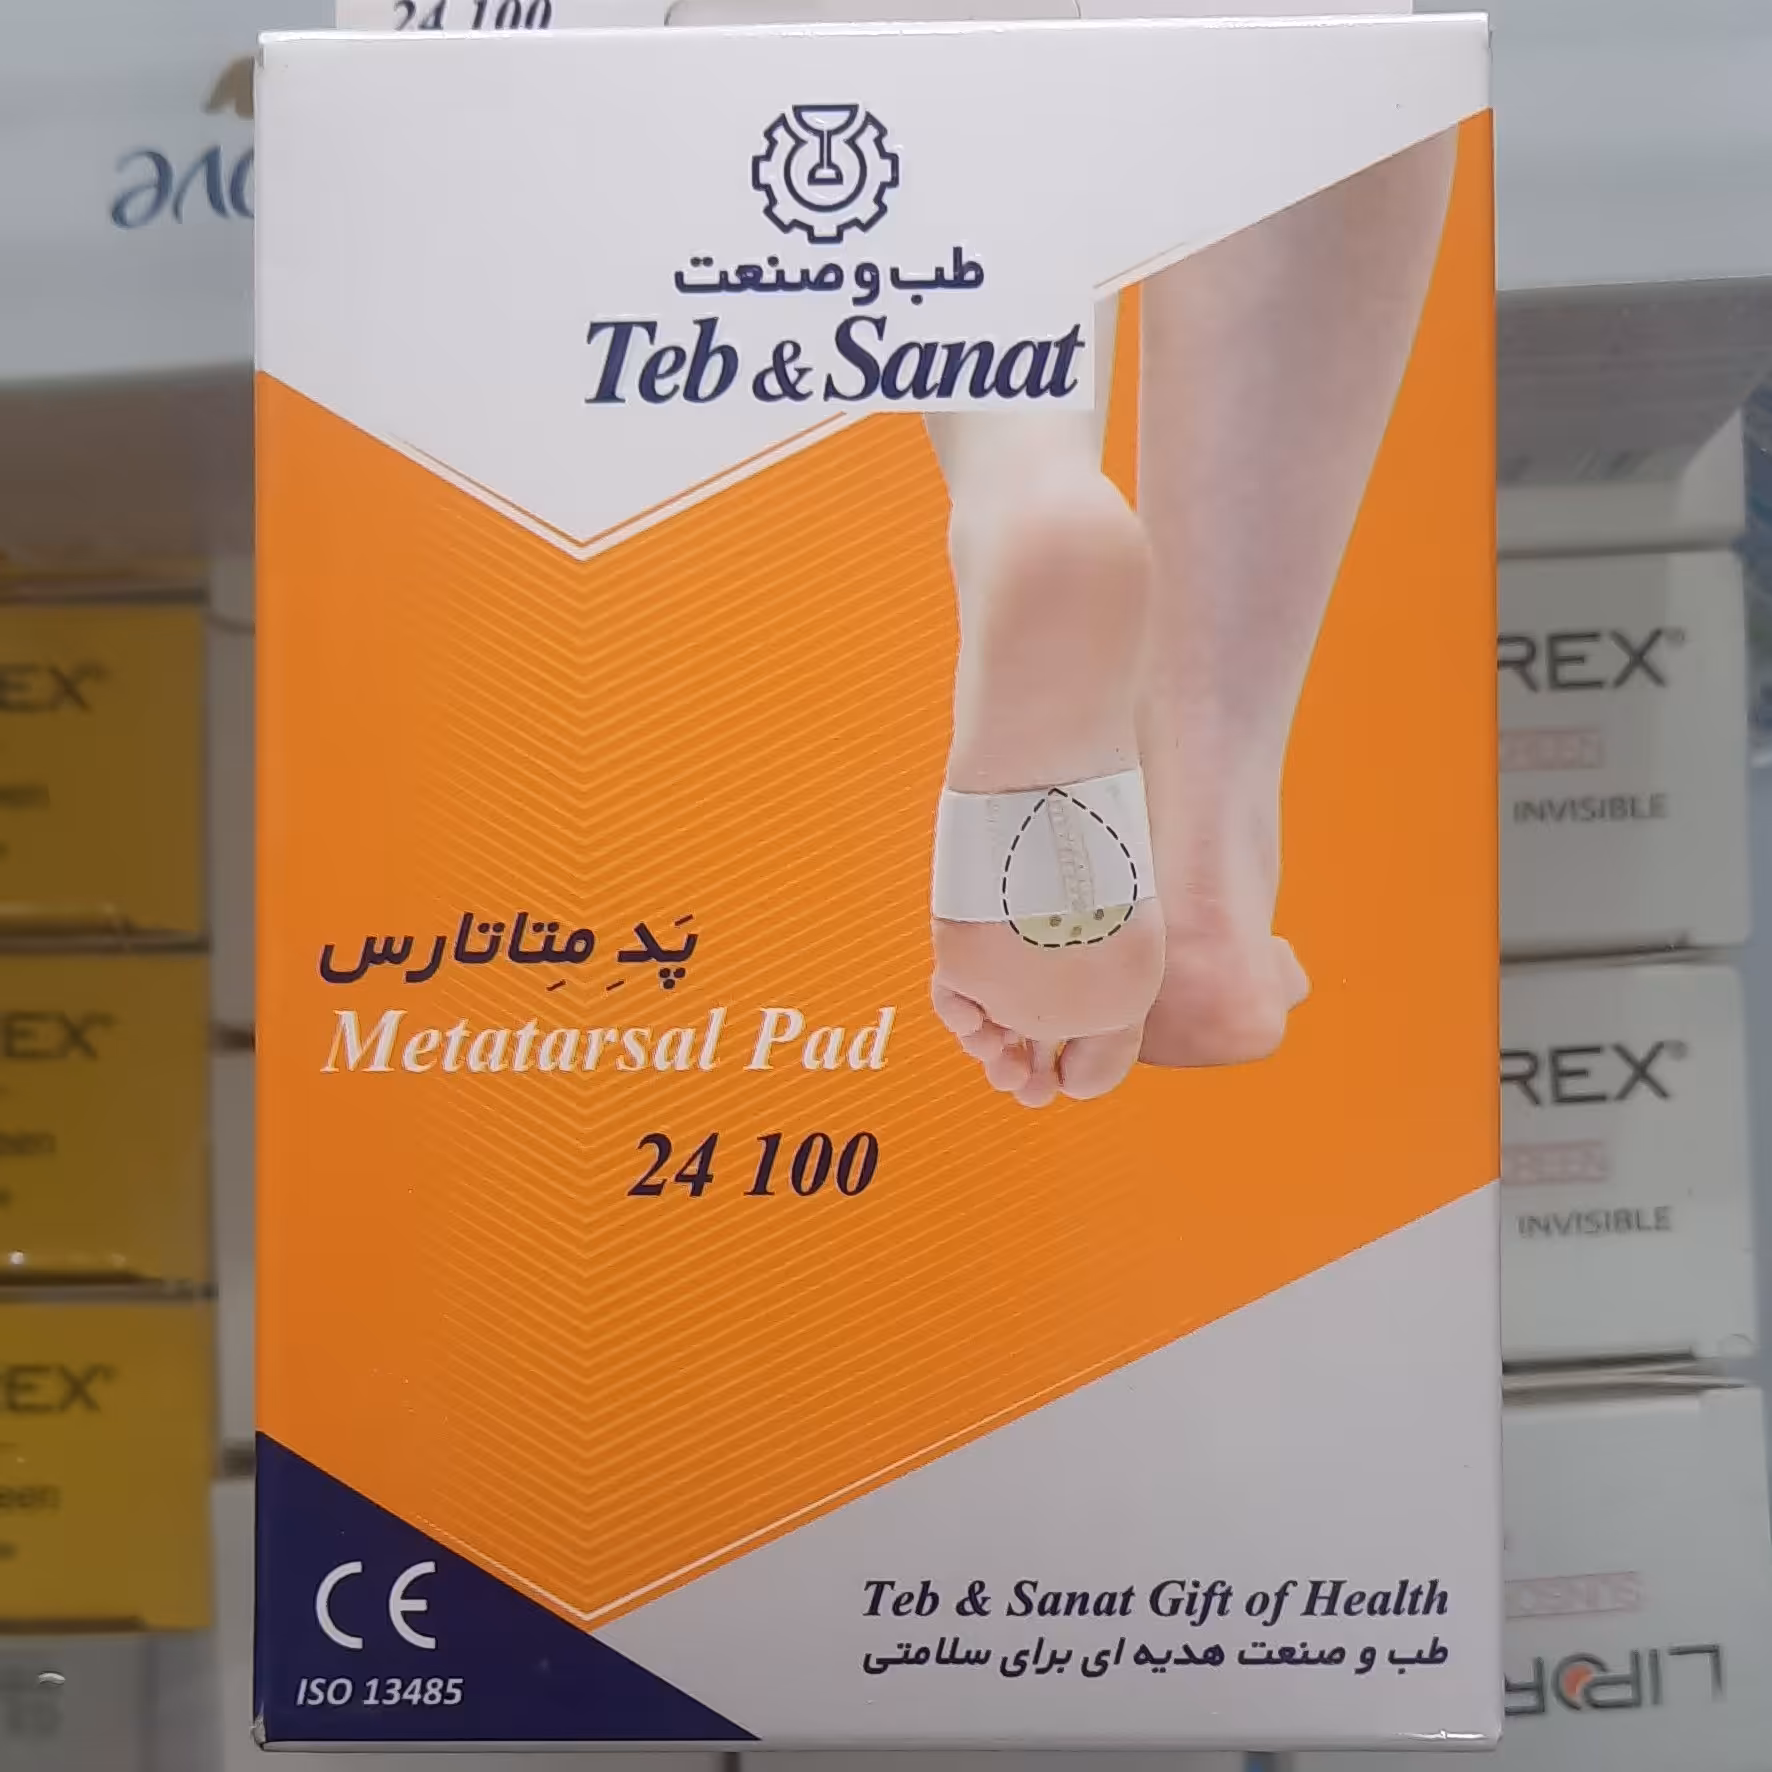 24 100
طب و صنعت
Teb & Sanat
پَدِ مِتاتارس
Metatarsal Pad
24 100
CE
ISO 13485
Teb & Sanat Gift of Health
طب و صنعت هدیه ای برای سلامتی
REX®
INVISIBLE
REX®
INVISIBLE
EX®
EX®
EX®